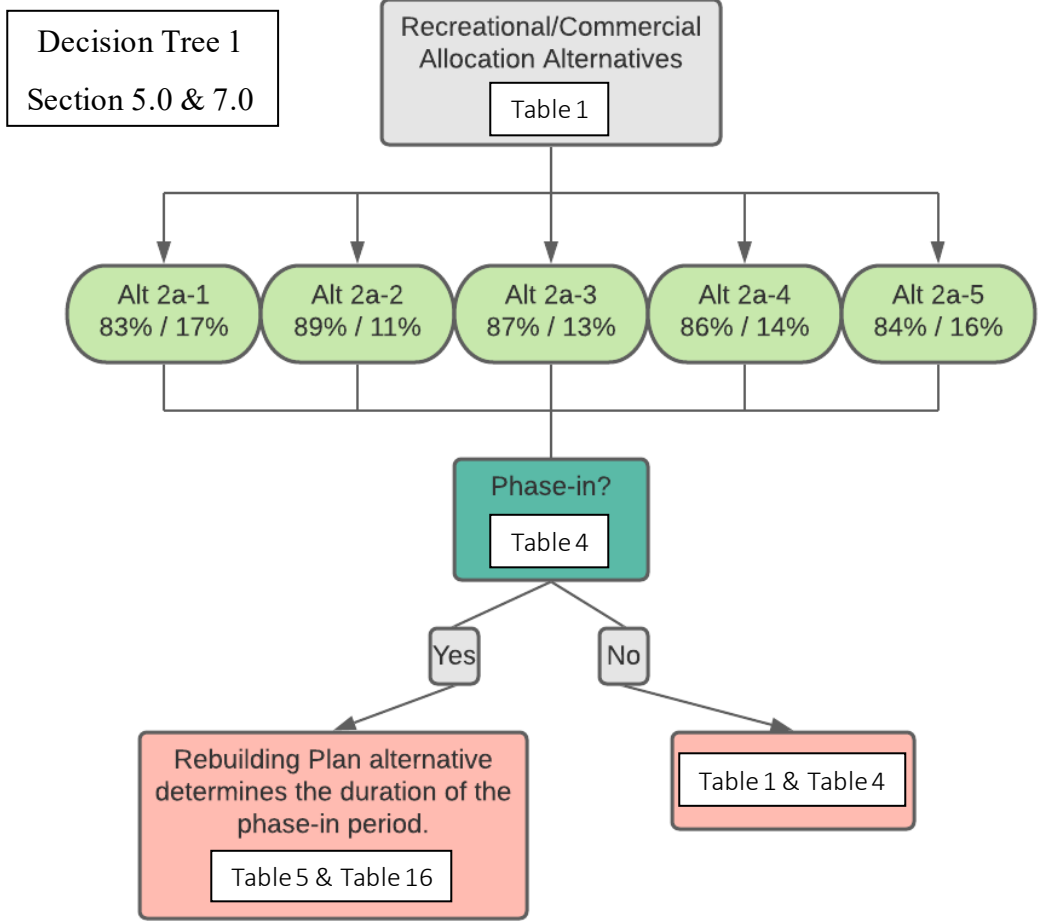 Decision Tree 1
Section 5.0 & 7.0
Recreational/Commercial
Allocation Alternatives
Table 1
Alt 2a-1
83% / 17%
Alt 2a-2
89% / 11%
Alt 2a-3
87% / 13%
Alt 2a-4
86% / 14%
Alt 2a-5
84% / 16%
Phase-in?
Table 4
Yes
No
Rebuilding Plan alternative
determines the duration of the
phase-in period.
Table 5 & Table 16
Table 1 & Table 4